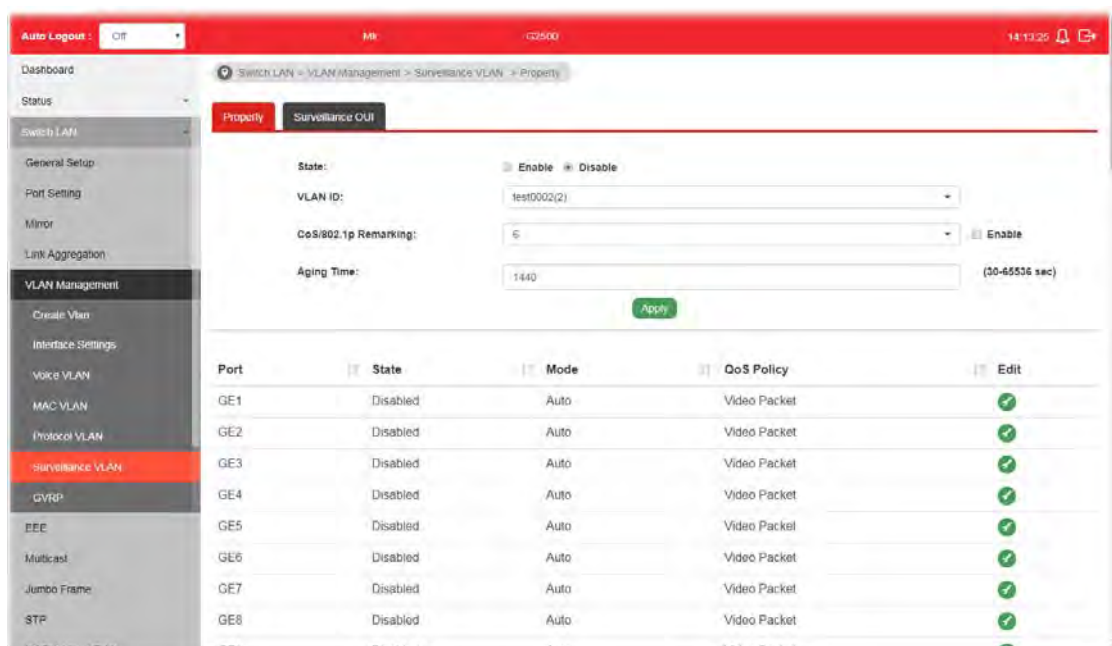 Auto Logout : Off G2500 14:13:25
Dashboard
Status
Switch LAN
General Setup
Port Setting
Mirror
Link Aggregation
VLAN Management
Create Vlan
Interface Settings
Voice VLAN
MAC VLAN
Protocol VLAN
Surveillance VLAN
GVRP
EEE
Multicast
Jumbo Frame
STP
Switch LAN > VLAN Management > Surveillance VLAN > Property
Property Surveillance OUI
State: Enable Disable
VLAN ID: test0002(2)
CoS/802.1p Remarking: 6 Enable
Aging Time: 1440 (30-65536 sec)
Apply
Port State Mode QoS Policy Edit
GE1 Disabled Auto Video Packet
GE2 Disabled Auto Video Packet
GE3 Disabled Auto Video Packet
GE4 Disabled Auto Video Packet
GE5 Disabled Auto Video Packet
GE6 Disabled Auto Video Packet
GE7 Disabled Auto Video Packet
GE8 Disabled Auto Video Packet